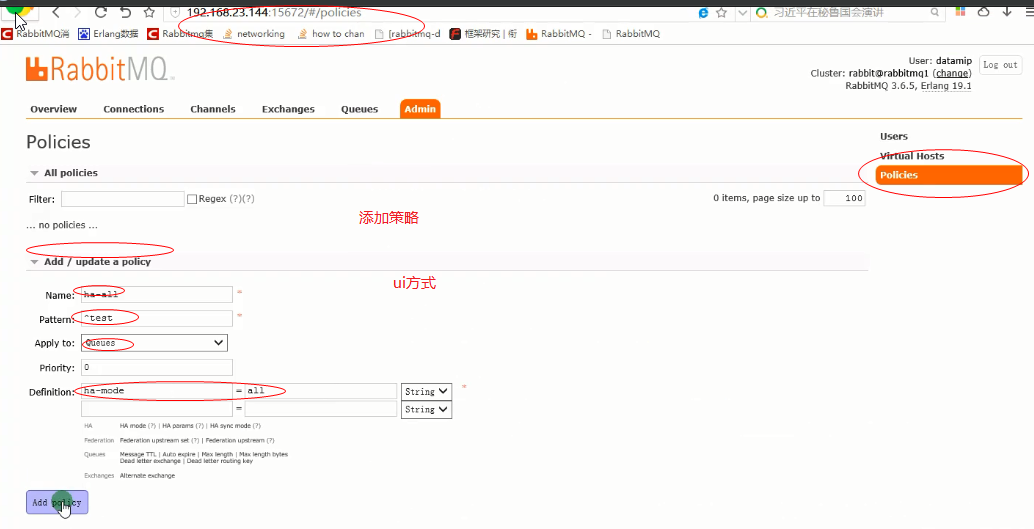 192.168.23.144:15672/#/policies
习近平在秘鲁国会演讲
RabbitMQ消 Erlang数据 Rabbitmq集 networking how to chan [rabbitmq-d 框架研究 | 衔 RabbitMQ - RabbitMQ
RabbitMQ
User: datamip
Cluster: rabbit@rabbitmq1 (change)
RabbitMQ 3.6.5, Erlang 19.1
Log out
Overview Connections Channels Exchanges Queues Admin
Policies
Users
Virtual Hosts
Policies
All policies
Filter: Regex (?)(?) 0 items, page size up to 100
... no policies ...
添加策略
Add / update a policy
ui方式
Name: ha-all *
Pattern: ^test *
Apply to: Queues
Priority: 0
Definition: ha-mode = all String *
= String
HA HA mode (?) | HA params (?) | HA sync mode (?)
Federation Federation upstream set (?) | Federation upstream (?)
Queues Message TTL | Auto expire | Max length | Max length bytes
Dead letter exchange | Dead letter routing key
Exchanges Alternate exchange
Add policy